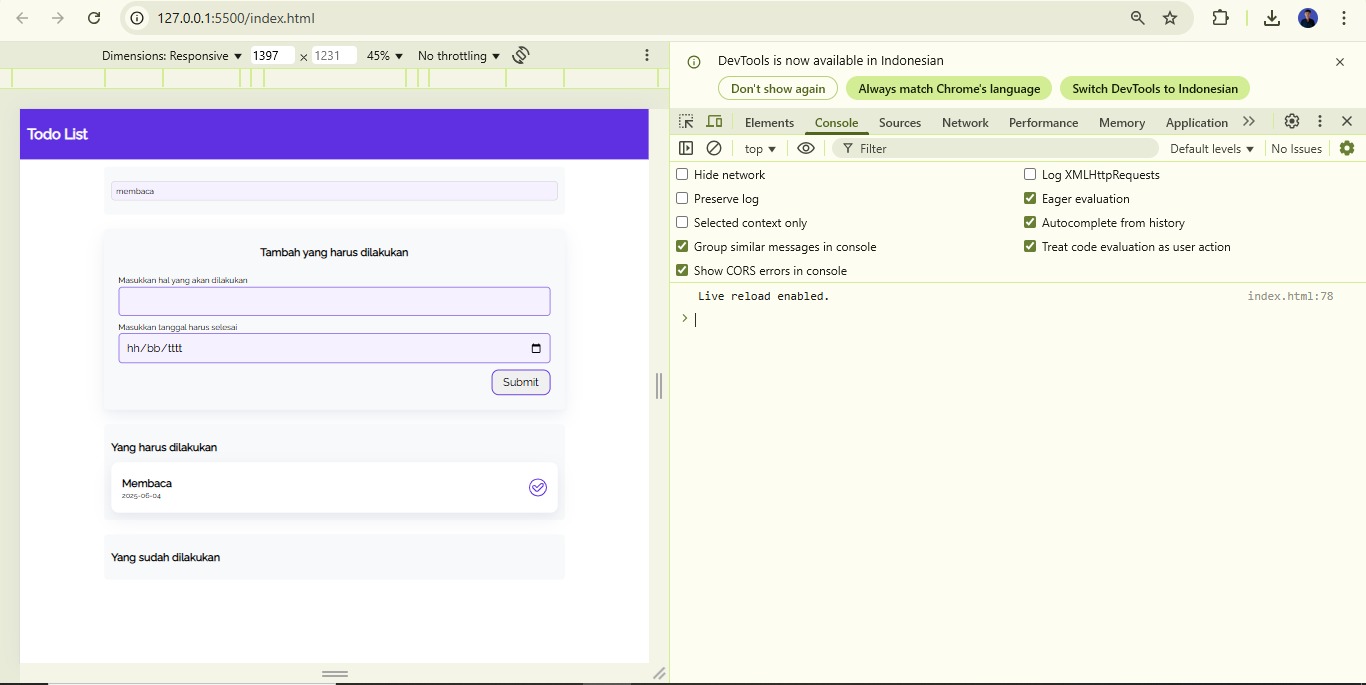 127.0.0.1:5500/index.html
Dimensions: Responsive ▼ 1397 × 1231 45% ▼ No throttling ▼
DevTools is now available in Indonesian
Don't show again Always match Chrome's language Switch DevTools to Indonesian
Elements Console Sources Network Performance Memory Application
top ▼ Filter Default levels ▼ No Issues
Hide network Log XMLHttpRequests
Preserve log Eager evaluation
Selected context only Autocomplete from history
Group similar messages in console Treat code evaluation as user action
Show CORS errors in console
Live reload enabled. index.html:78
Todo List
membaca
Tambah yang harus dilakukan
Masukkan hal yang akan dilakukan
Masukkan tanggal harus selesai
hh/bb/tttt
Submit
Yang harus dilakukan
Membaca
2025-06-04
Yang sudah dilakukan